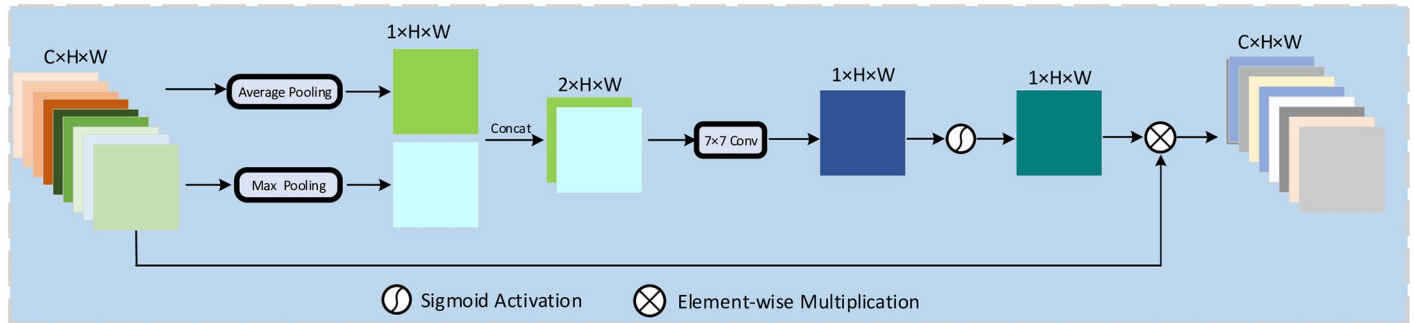 C×H×W
Average Pooling
Max Pooling
1×H×W
Concat
2×H×W
7×7 Conv
1×H×W
1×H×W
C×H×W
Sigmoid Activation
Element-wise Multiplication